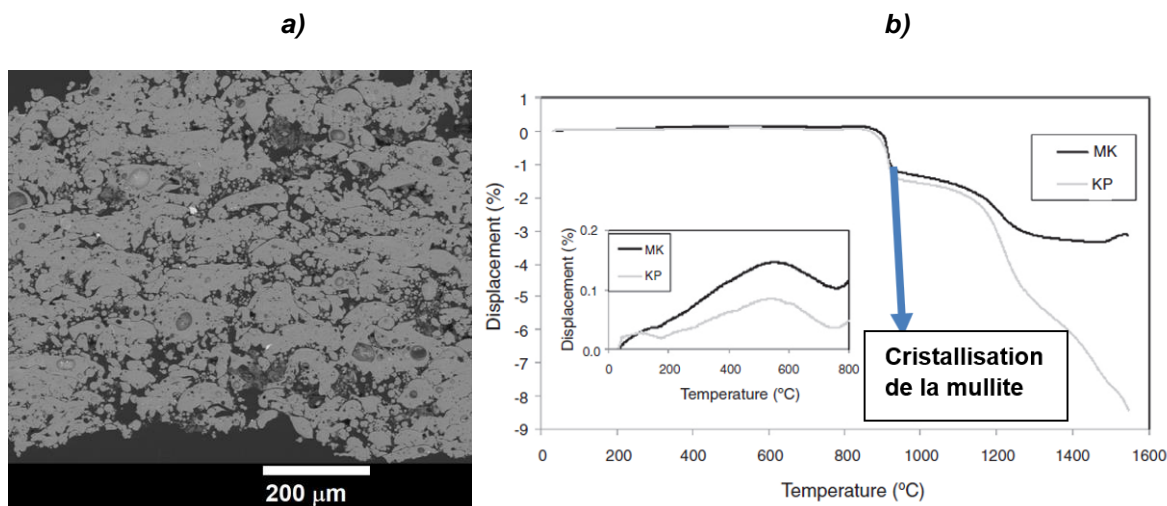 a)
b)
200 µm
1
0
-1
-2
-3
-4
-5
-6
-7
-8
-9
Displacement (%)
MK
KP
0.2
0.1
0.0
Displacement (%)
MK
KP
0 200 400 600 800
Temperature (ºC)
Cristallisation
de la mullite
0 200 400 600 800 1000 1200 1400 1600
Temperature (ºC)